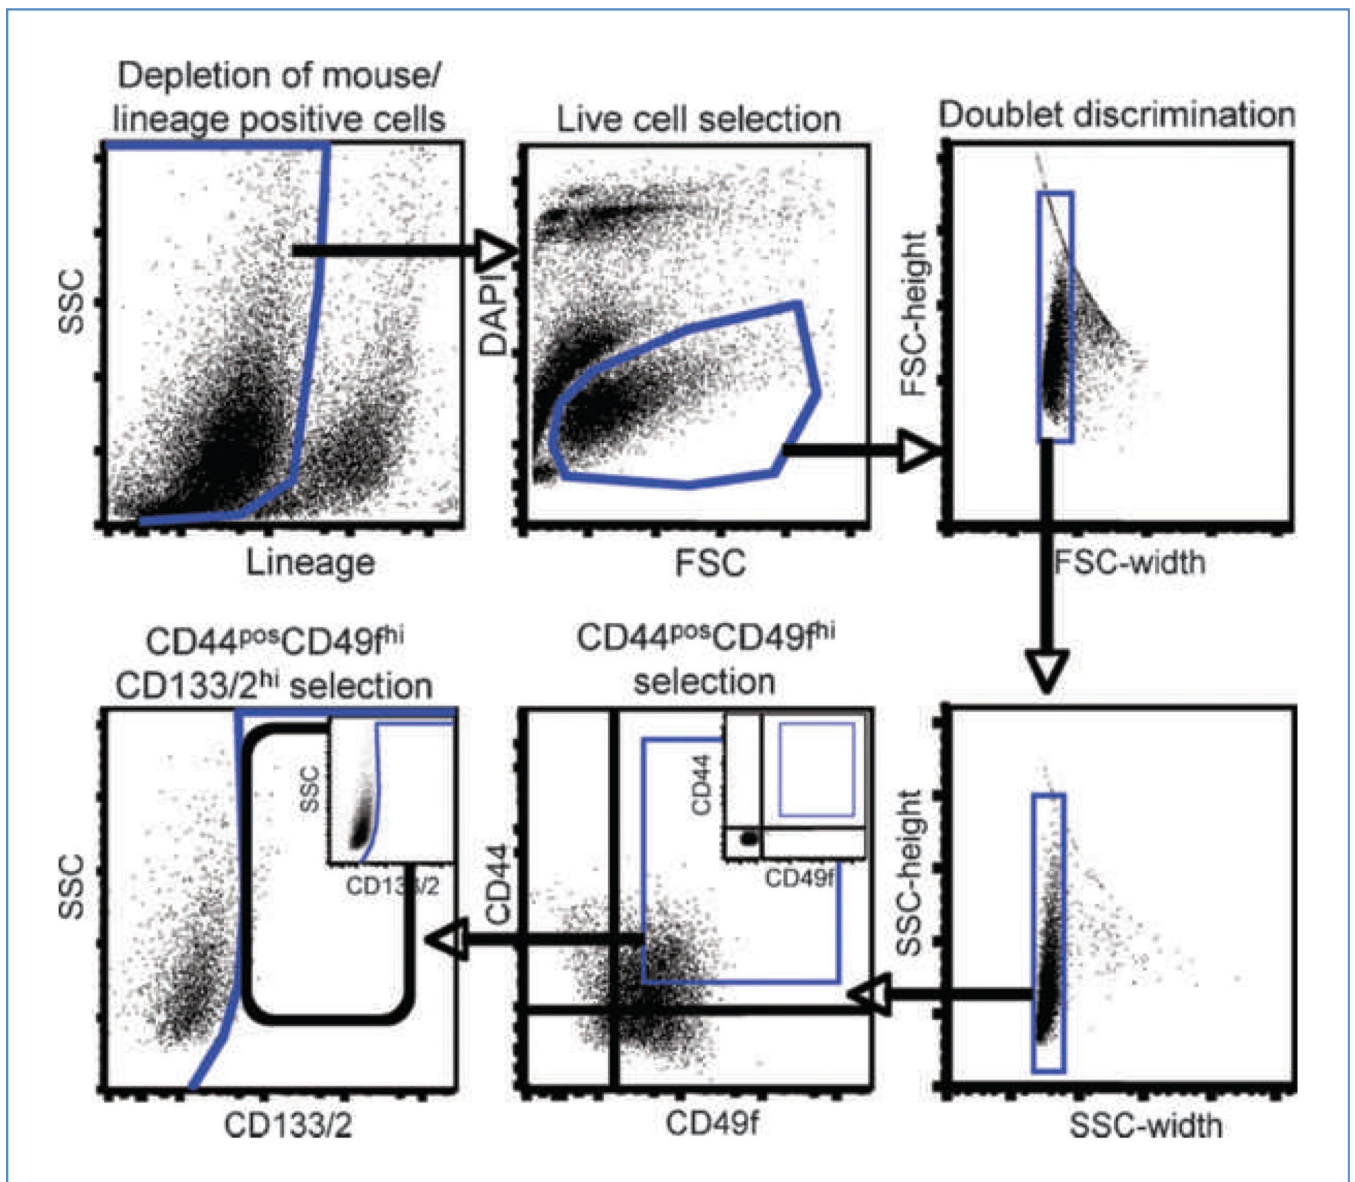 Depletion of mouse/
lineage positive cells
SSC
Lineage
Live cell selection
DAPI
FSC
Doublet discrimination
FSC-height
FSC-width
CD44posCD49fhi
CD133/2hi selection
SSC
SSC
CD133/2
CD133/2
CD44posCD49fhi
selection
CD44
CD44
CD49f
CD49f
SSC-height
SSC-width